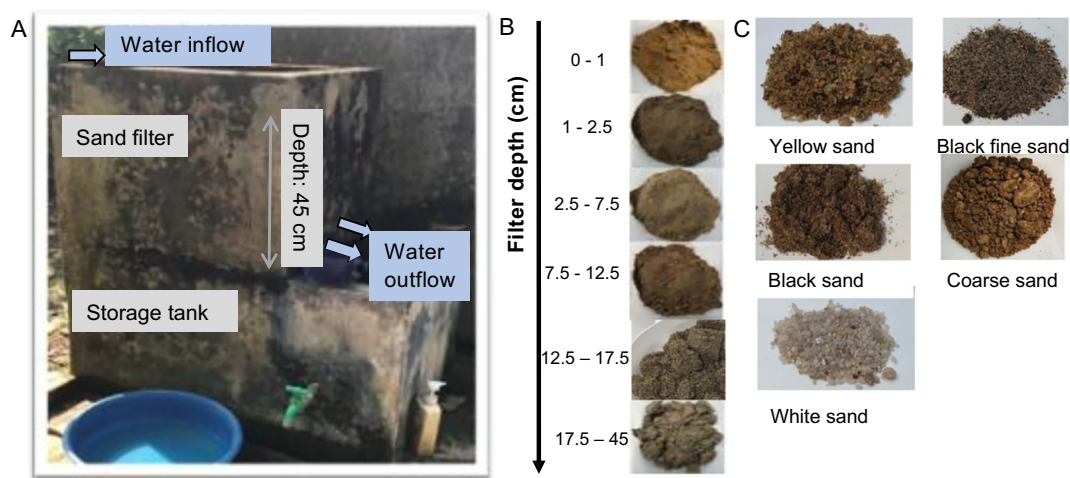 A
Water inflow
Sand filter
Depth: 45 cm
Water
outflow
Storage tank
B
Filter depth (cm)
0 - 1
1 - 2.5
2.5 - 7.5
7.5 - 12.5
12.5 – 17.5
17.5 – 45
C
Yellow sand
Black fine sand
Black sand
Coarse sand
White sand